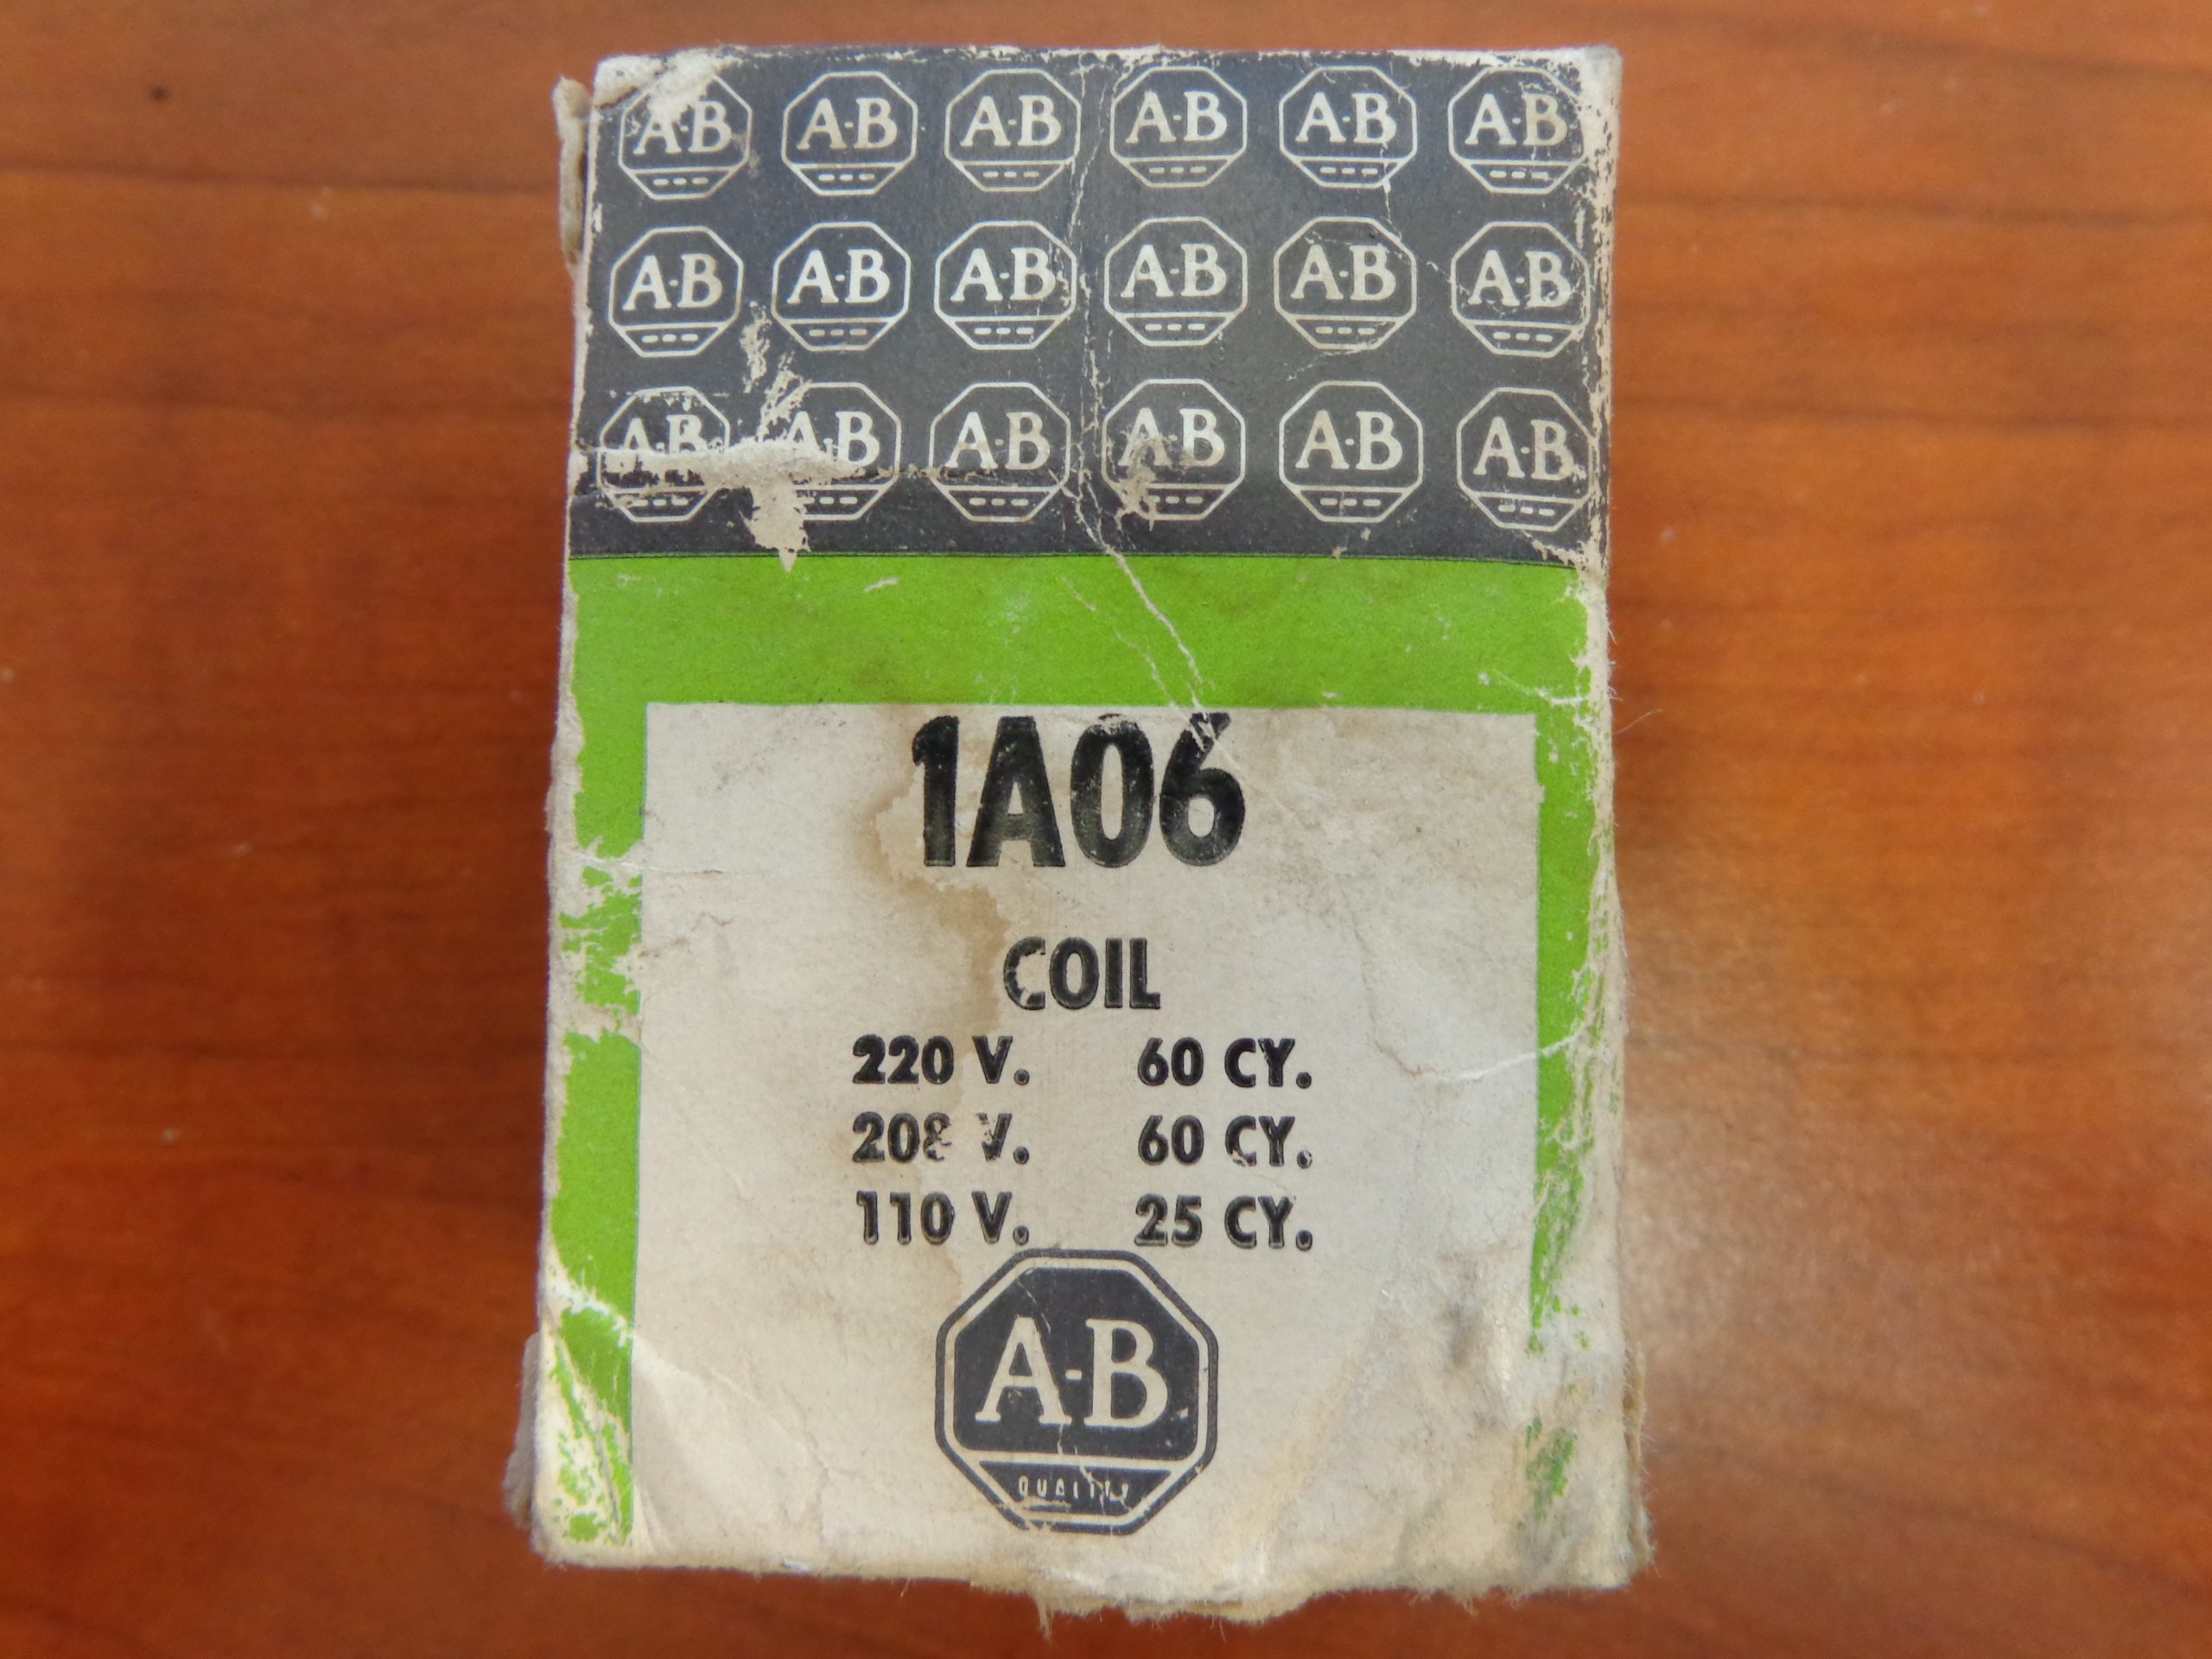 A-B A-B A-B A-B A-B A-B
A-B A-B A-B A-B A-B A-B
A-B A-B A-B A-B A-B A-B
1A06
COIL
220 V. 60 CY.
208 V. 60 CY.
110 V. 25 CY.
A-B
QUALITY